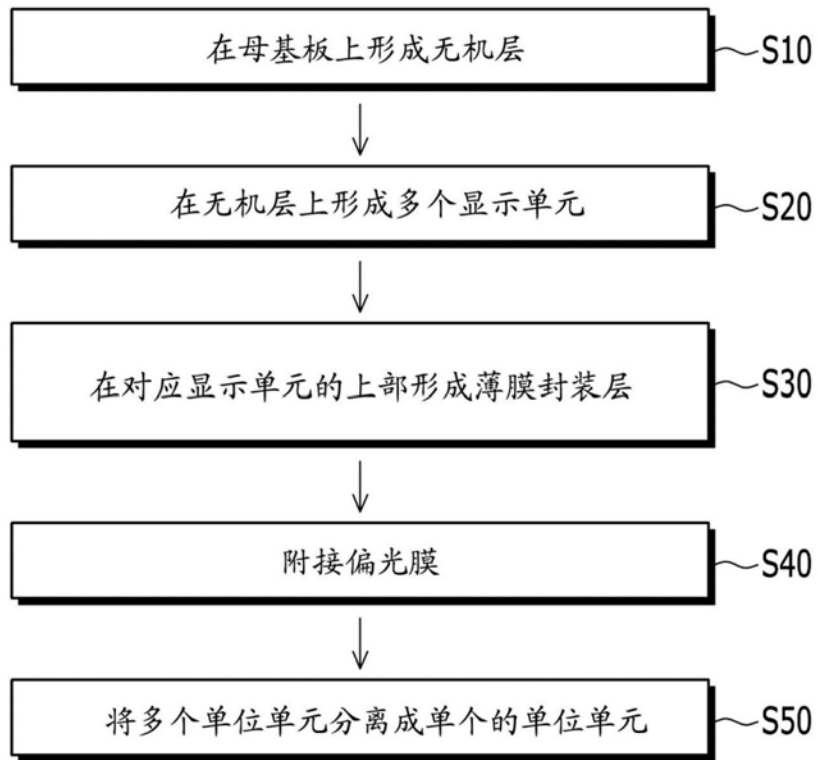 在母基板上形成无机层
S10
在无机层上形成多个显示单元
S20
在对应显示单元的上部形成薄膜封装层
S30
附接偏光膜
S40
将多个单位单元分离成单个的单位单元
S50